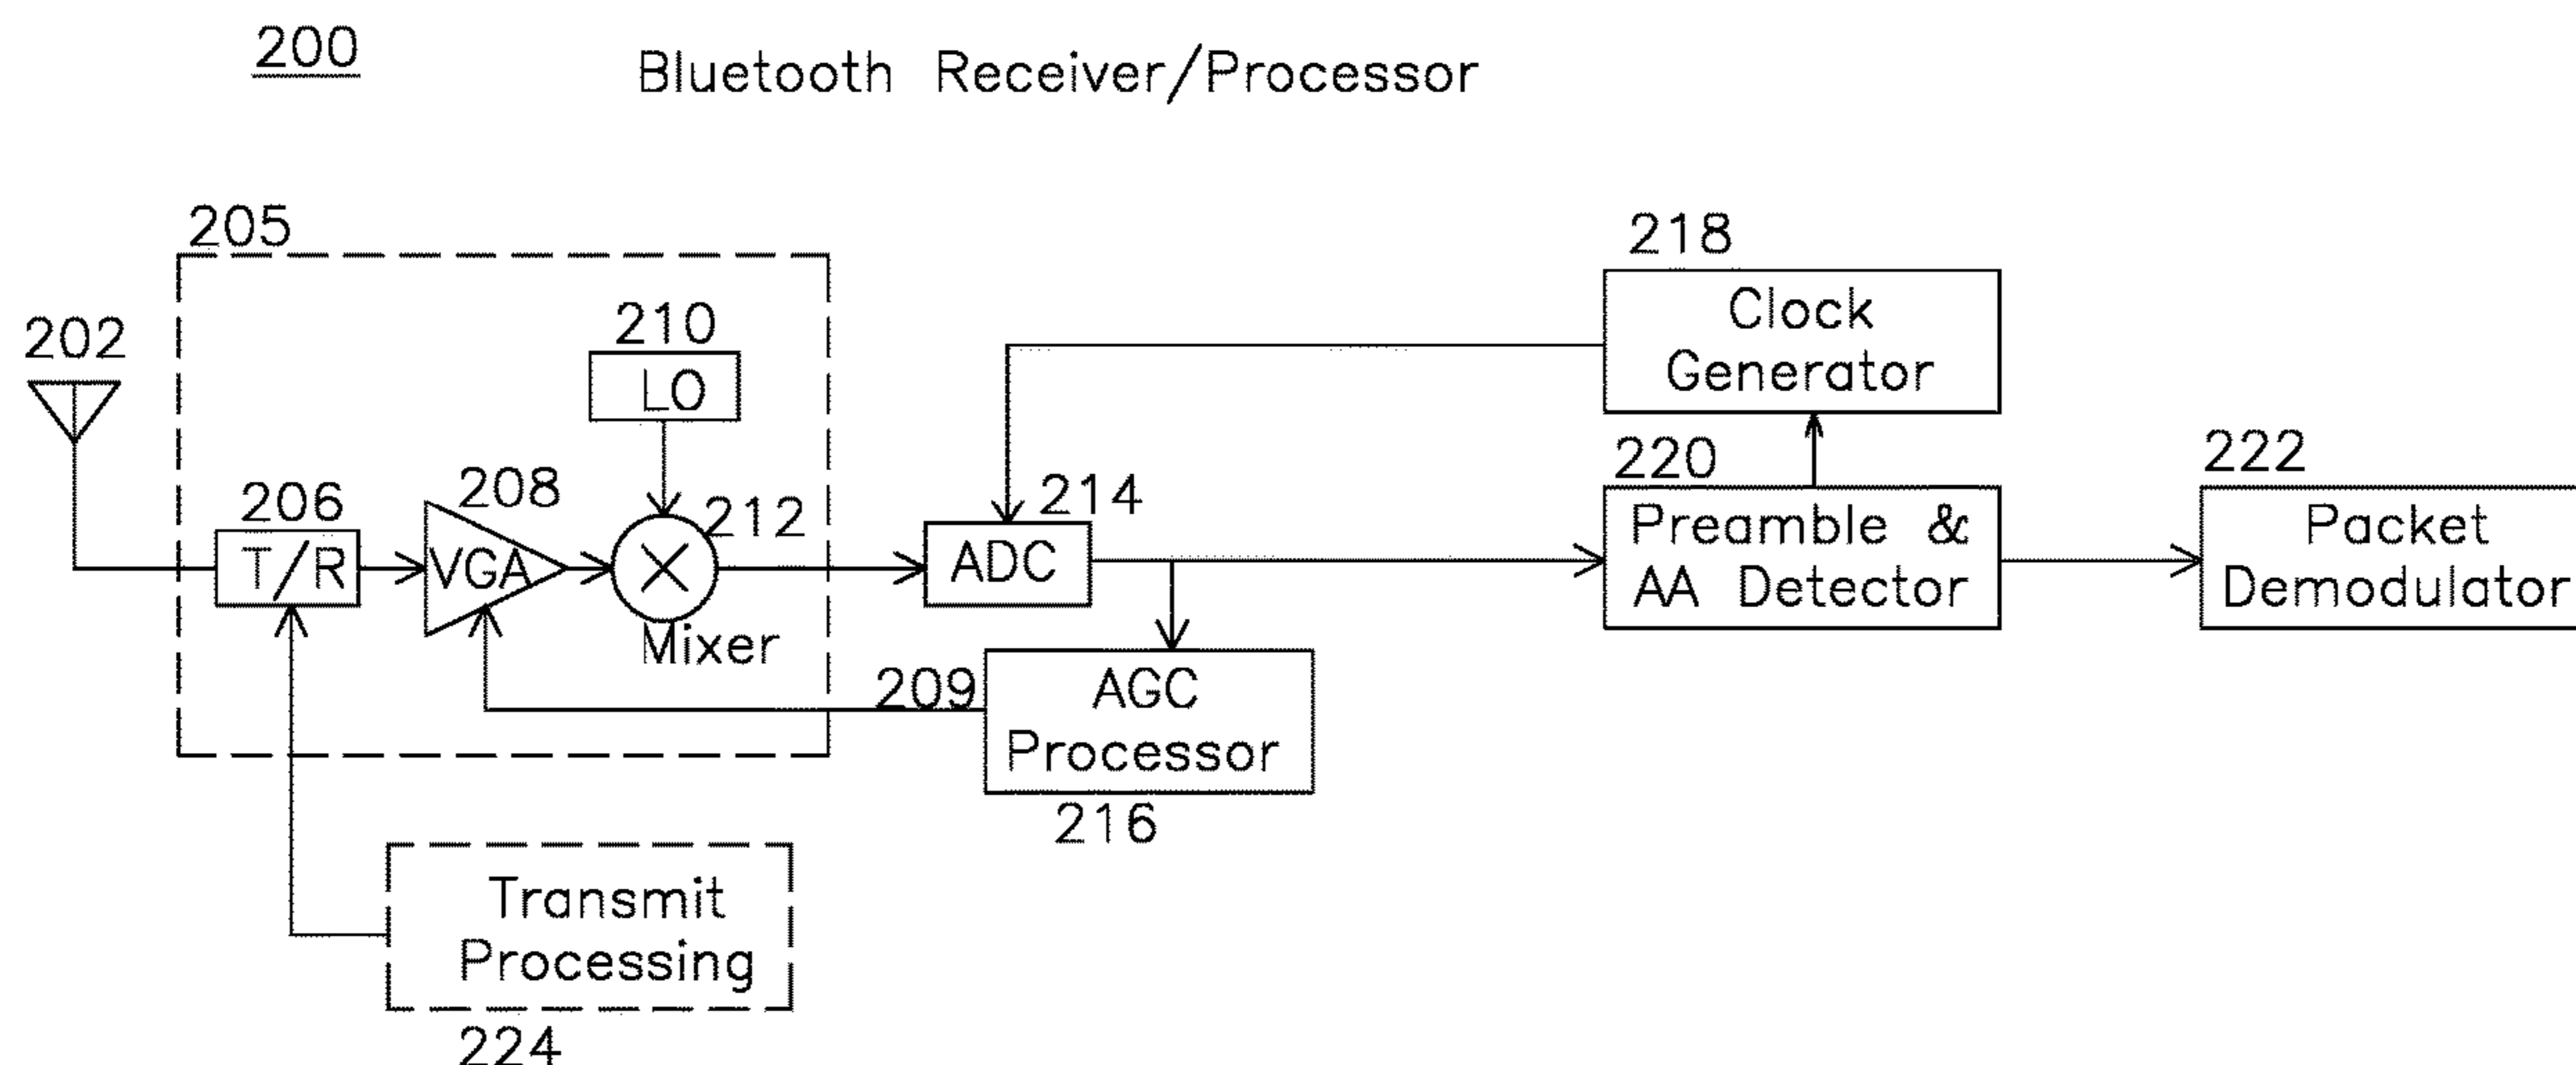 200
Bluetooth Receiver/Processor
205
218
Clock
Generator
202
210
LO
206
T/R
208
VGA
212
Mixer
214
ADC
220
Preamble &
AA Detector
222
Packet
Demodulator
209
AGC
Processor
216
Transmit
Processing
224